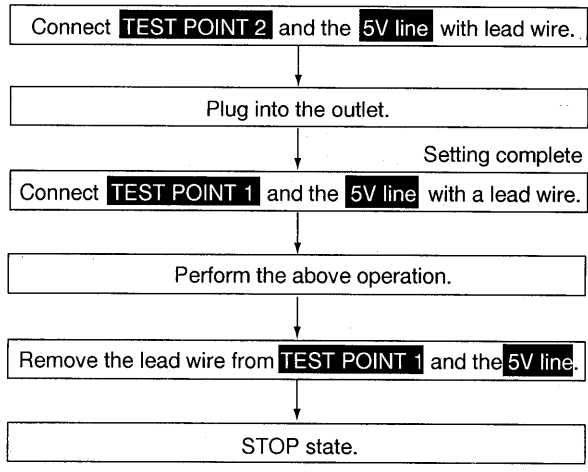 Connect TEST POINT 2 and the 5V line with lead wire.
Plug into the outlet.
Setting complete
Connect TEST POINT 1 and the 5V line with a lead wire.
Perform the above operation.
Remove the lead wire from TEST POINT 1 and the 5V line.
STOP state.